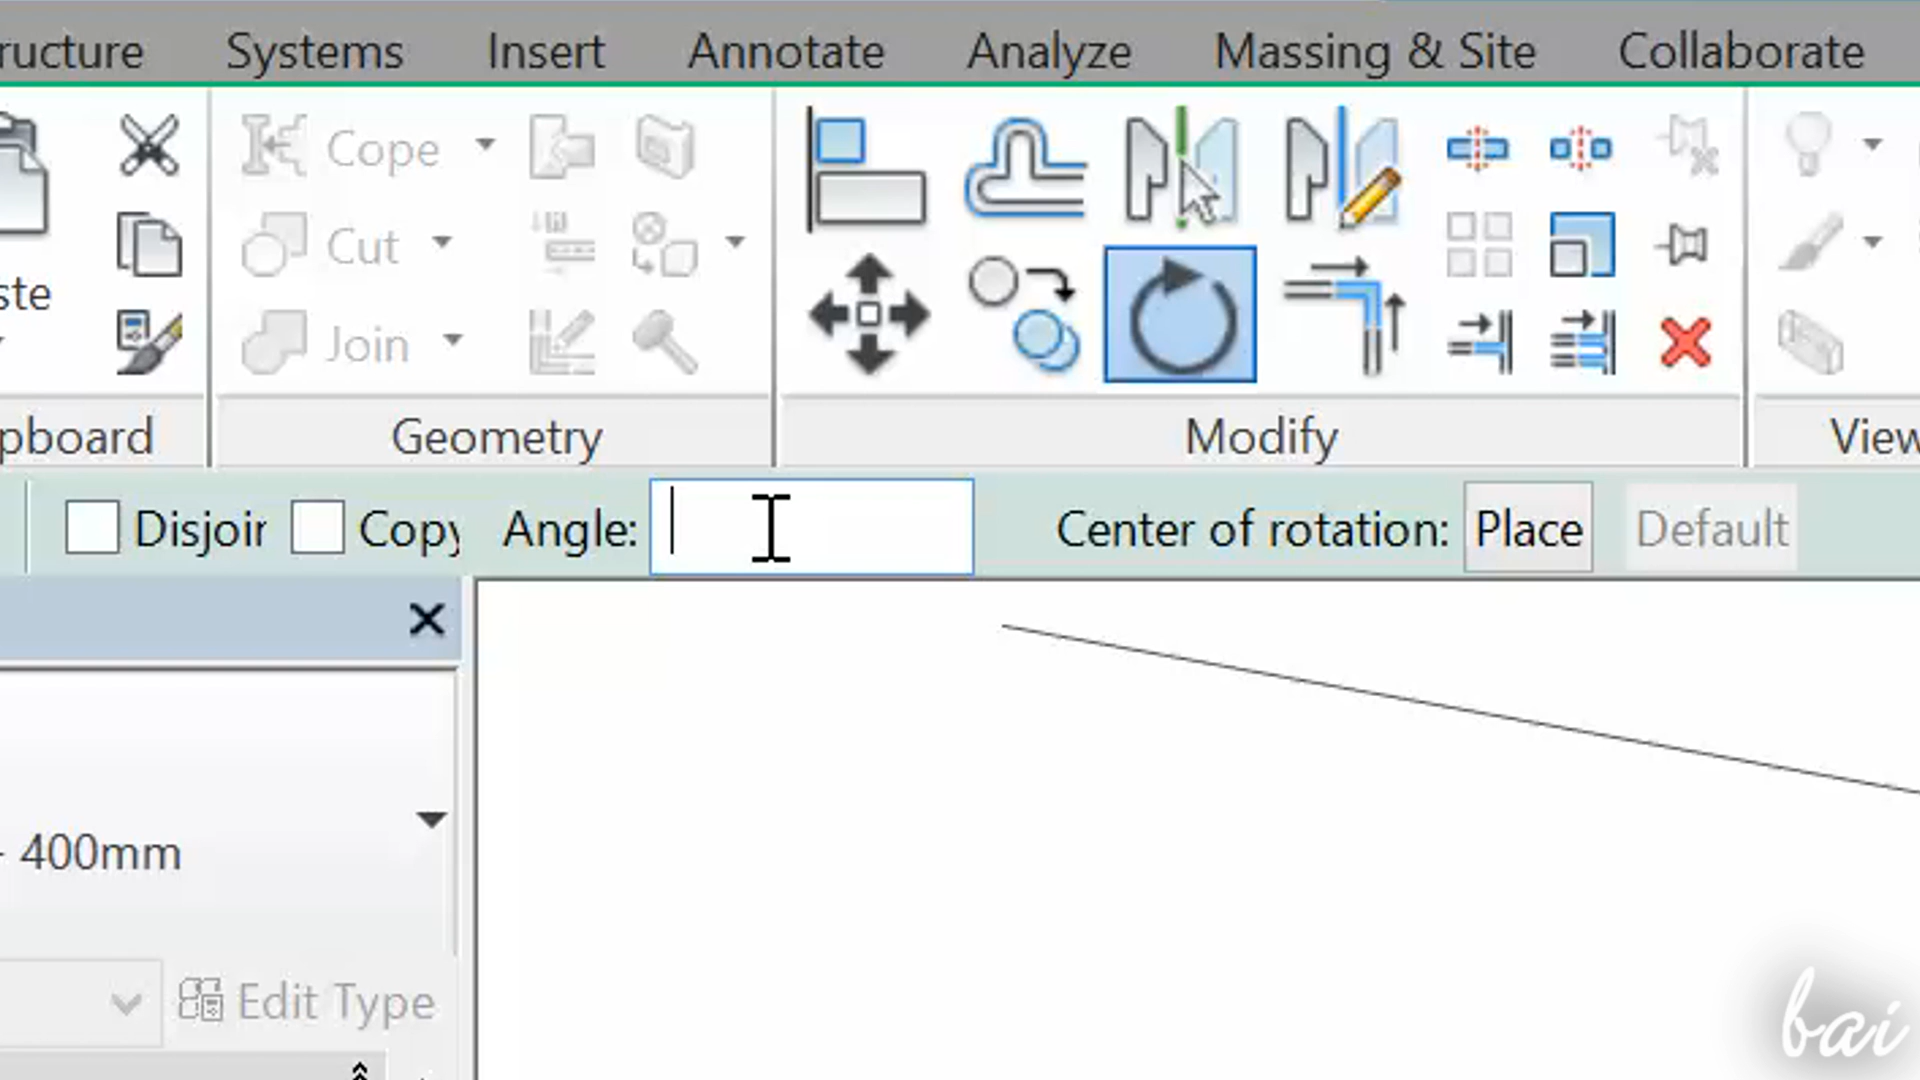 ructure Systems Insert Annotate Analyze Massing & Site Collaborate
Cope
Cut
ste
Join
pboard Geometry Modify View
Disjoir Copy Angle: Center of rotation: Place Default
- 400mm
Edit Type
bai